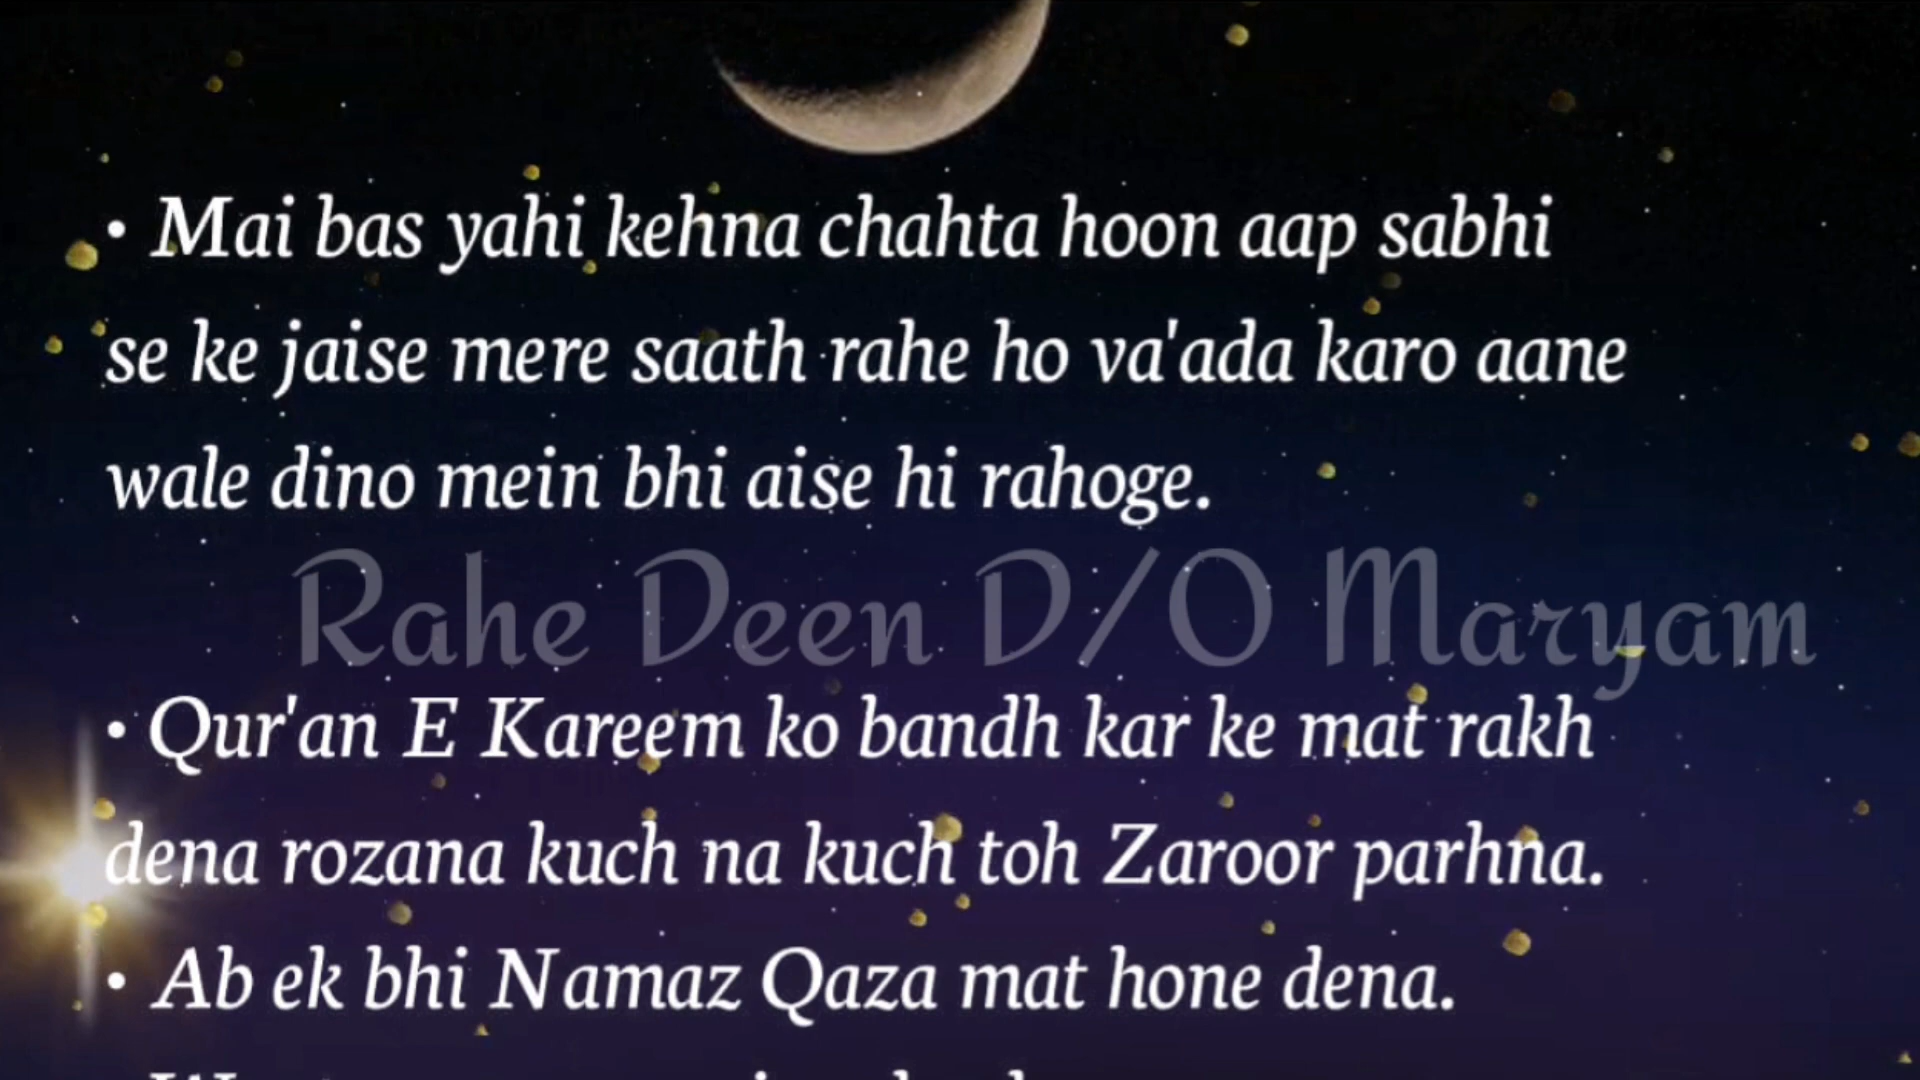 • Mai bas yahi kehna chahta hoon aap sabhi
se ke jaise mere saath rahe ho va'ada karo aane
wale dino mein bhi aise hi rahoge.
Rahe Deen D/O Maryam
• Qur'an E Kareem ko bandh kar ke mat rakh
dena rozana kuch na kuch toh Zaroor parhna.
• Ab ek bhi Namaz Qaza mat hone dena.